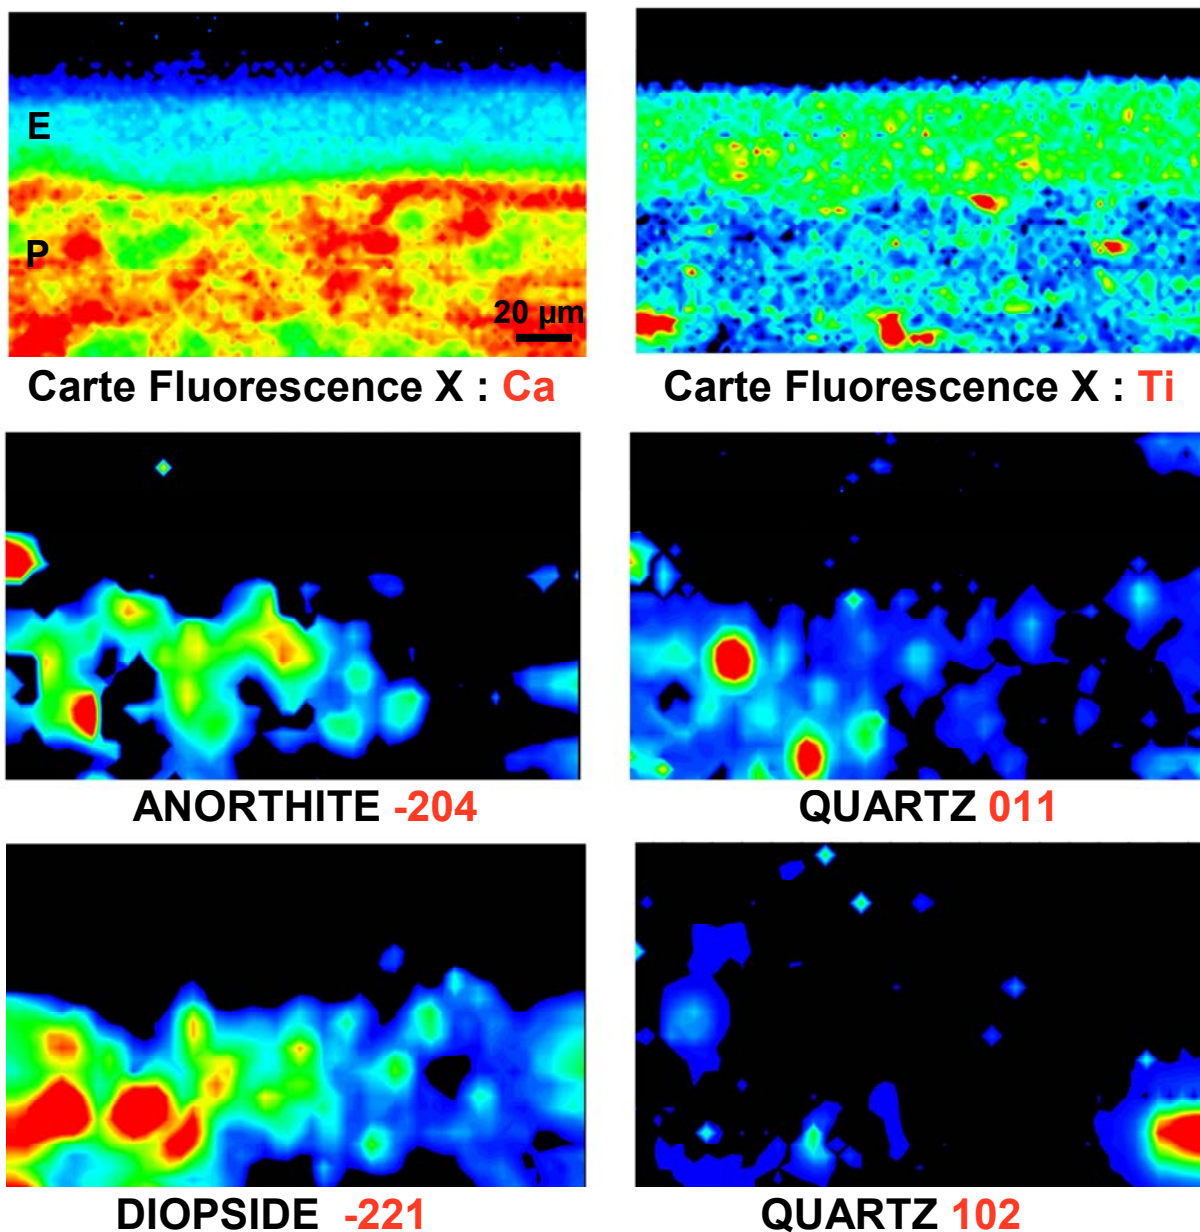 E
P
20 µm
Carte Fluorescence X : Ca
Carte Fluorescence X : Ti
ANORTHITE -204
QUARTZ 011
DIOPSIDE -221
QUARTZ 102